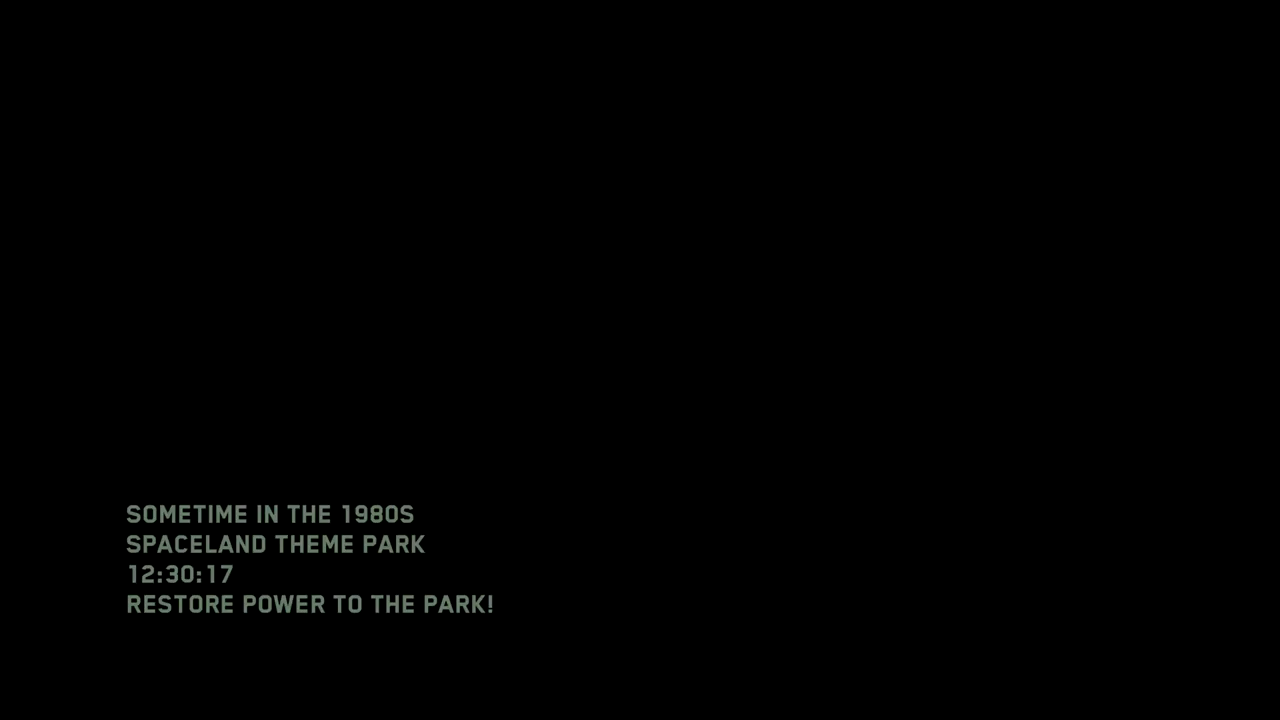 SOMETIME IN THE 1980S
SPACELAND THEME PARK
12:30:17
RESTORE POWER TO THE PARK!